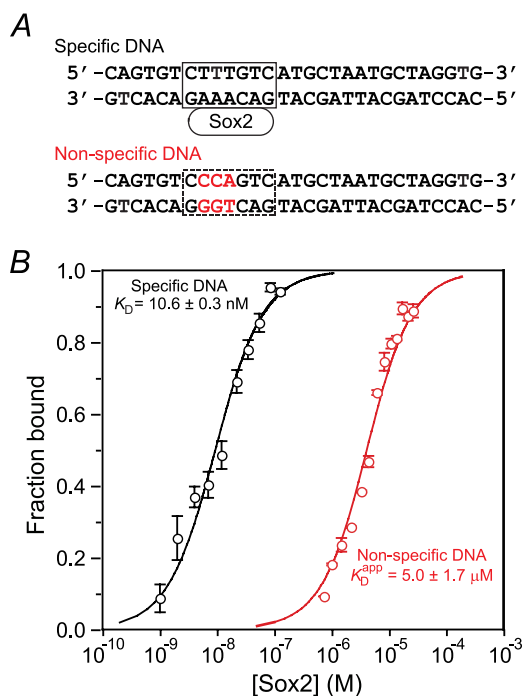 A
Specific DNA
5′-CAGTGTCTTTGTCATGCTAATGCTAGGTG-3′
3′-GTCACAGAAACAGTACGATTACGATCCAC-5′
Sox2
Non-specific DNA
5′-CAGTGTCCCAGTCATGCTAATGCTAGGTG-3′
3′-GTCACAGGGTCAGTACGATTACGATCCAC-5′
B
1.0
0.8
0.6
0.4
0.2
0.0
Fraction bound
Specific DNA
K_D = 10.6 ± 0.3 nM
Non-specific DNA
K_D^app = 5.0 ± 1.7 μM
10^-10 10^-9 10^-8 10^-7 10^-6 10^-5 10^-4 10^-3
[Sox2] (M)